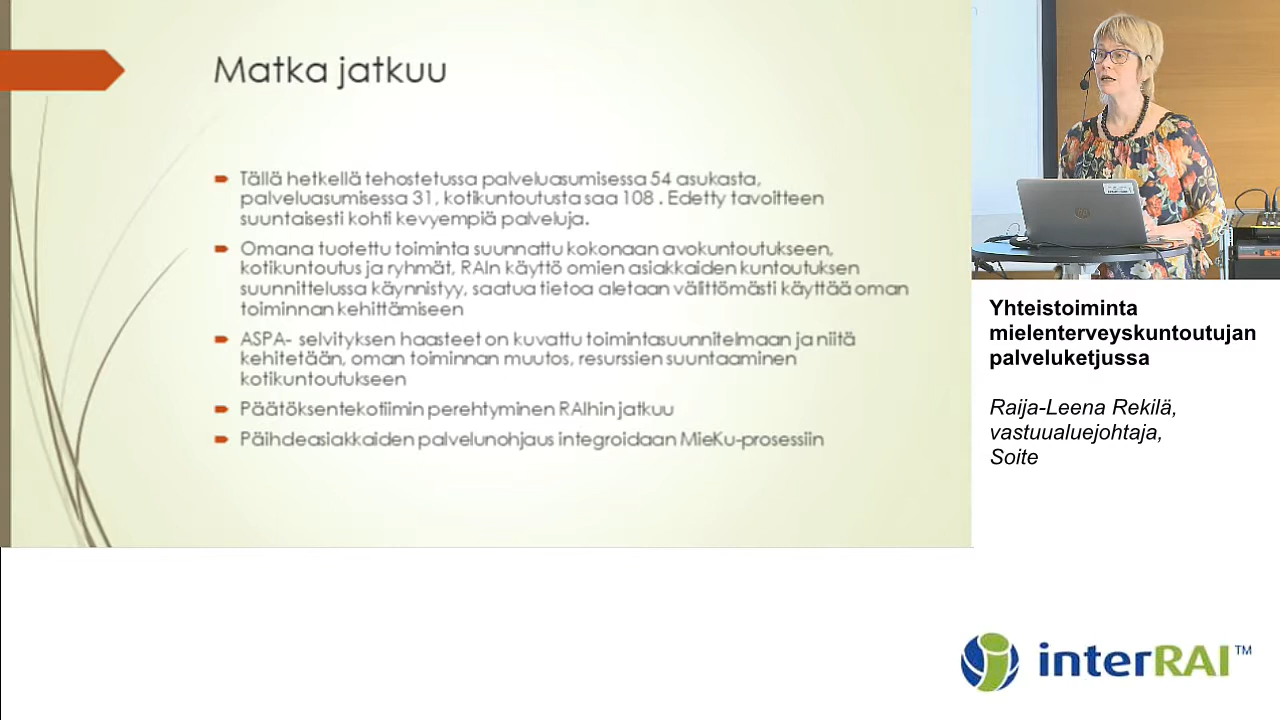 Matka jatkuu
Tällä hetkellä tehostetussa palveluasumisessa 54 asukasta,
palveluasumisessa 31, kotikuntoutusta saa 108 . Edetty tavoitteen
suuntaisesti kohti kevyempiä palveluja.
Omana tuotettu toiminta suunnattu kokonaan avokuntoutukseen,
kotikuntoutus ja ryhmät, RAIn käyttö omien asiakkaiden kuntoutuksen
suunnittelussa käynnistyy, saatua tietoa aletaan välittömästi käyttää oman
toiminnan kehittämiseen
ASPA- selvityksen haasteet on kuvattu toimintasuunnitelmaan ja niitä
kehitetään, oman toiminnan muutos, resurssien suuntaaminen
kotikuntoutukseen
Päätöksentekotiimin perehtyminen RAIhin jatkuu
Päihdeasiakkaiden palvelunohjaus integroidaan MieKu-prosessiin
Yhteistoiminta
mielenterveyskuntoutujan
palveluketjussa
Raija-Leena Rekilä,
vastuualuejohtaja,
Soite
interRAI™